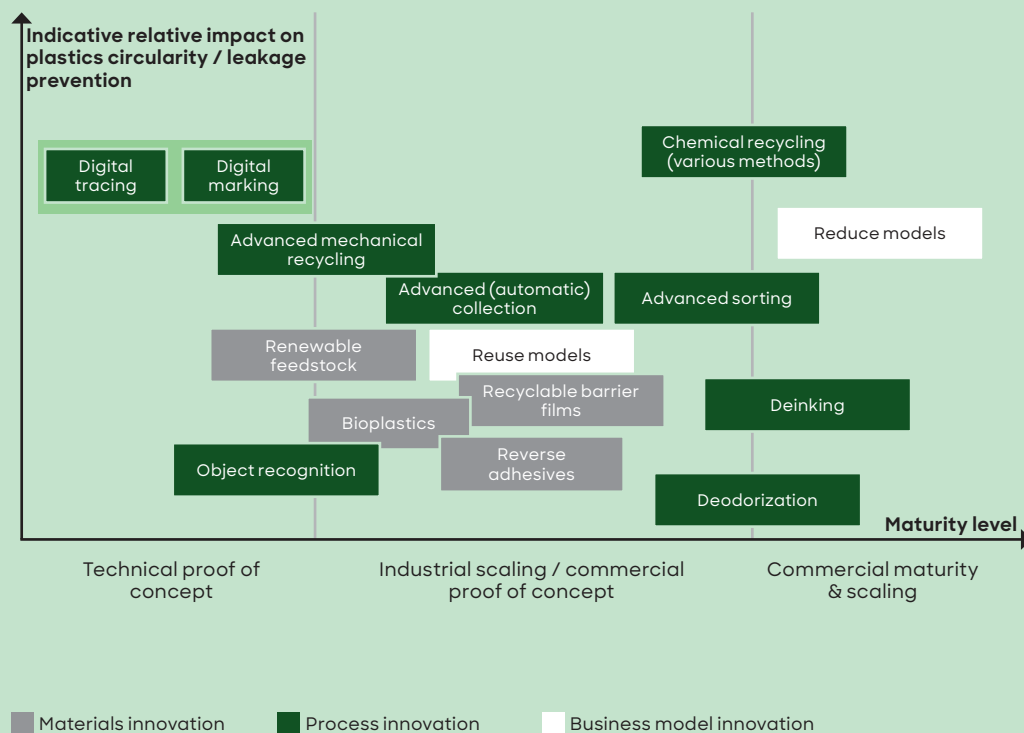 Indicative relative impact on
plastics circularity / leakage
prevention
Digital
tracing
Digital
marking
Chemical recycling
(various methods)
Reduce models
Advanced mechanical
recycling
Advanced (automatic)
collection
Advanced sorting
Renewable
feedstock
Reuse models
Recyclable barrier
films
Deinking
Bioplastics
Reverse
adhesives
Object recognition
Deodorization
Maturity level
Technical proof of
concept
Industrial scaling / commercial
proof of concept
Commercial maturity
& scaling
Materials innovation
Process innovation
Business model innovation